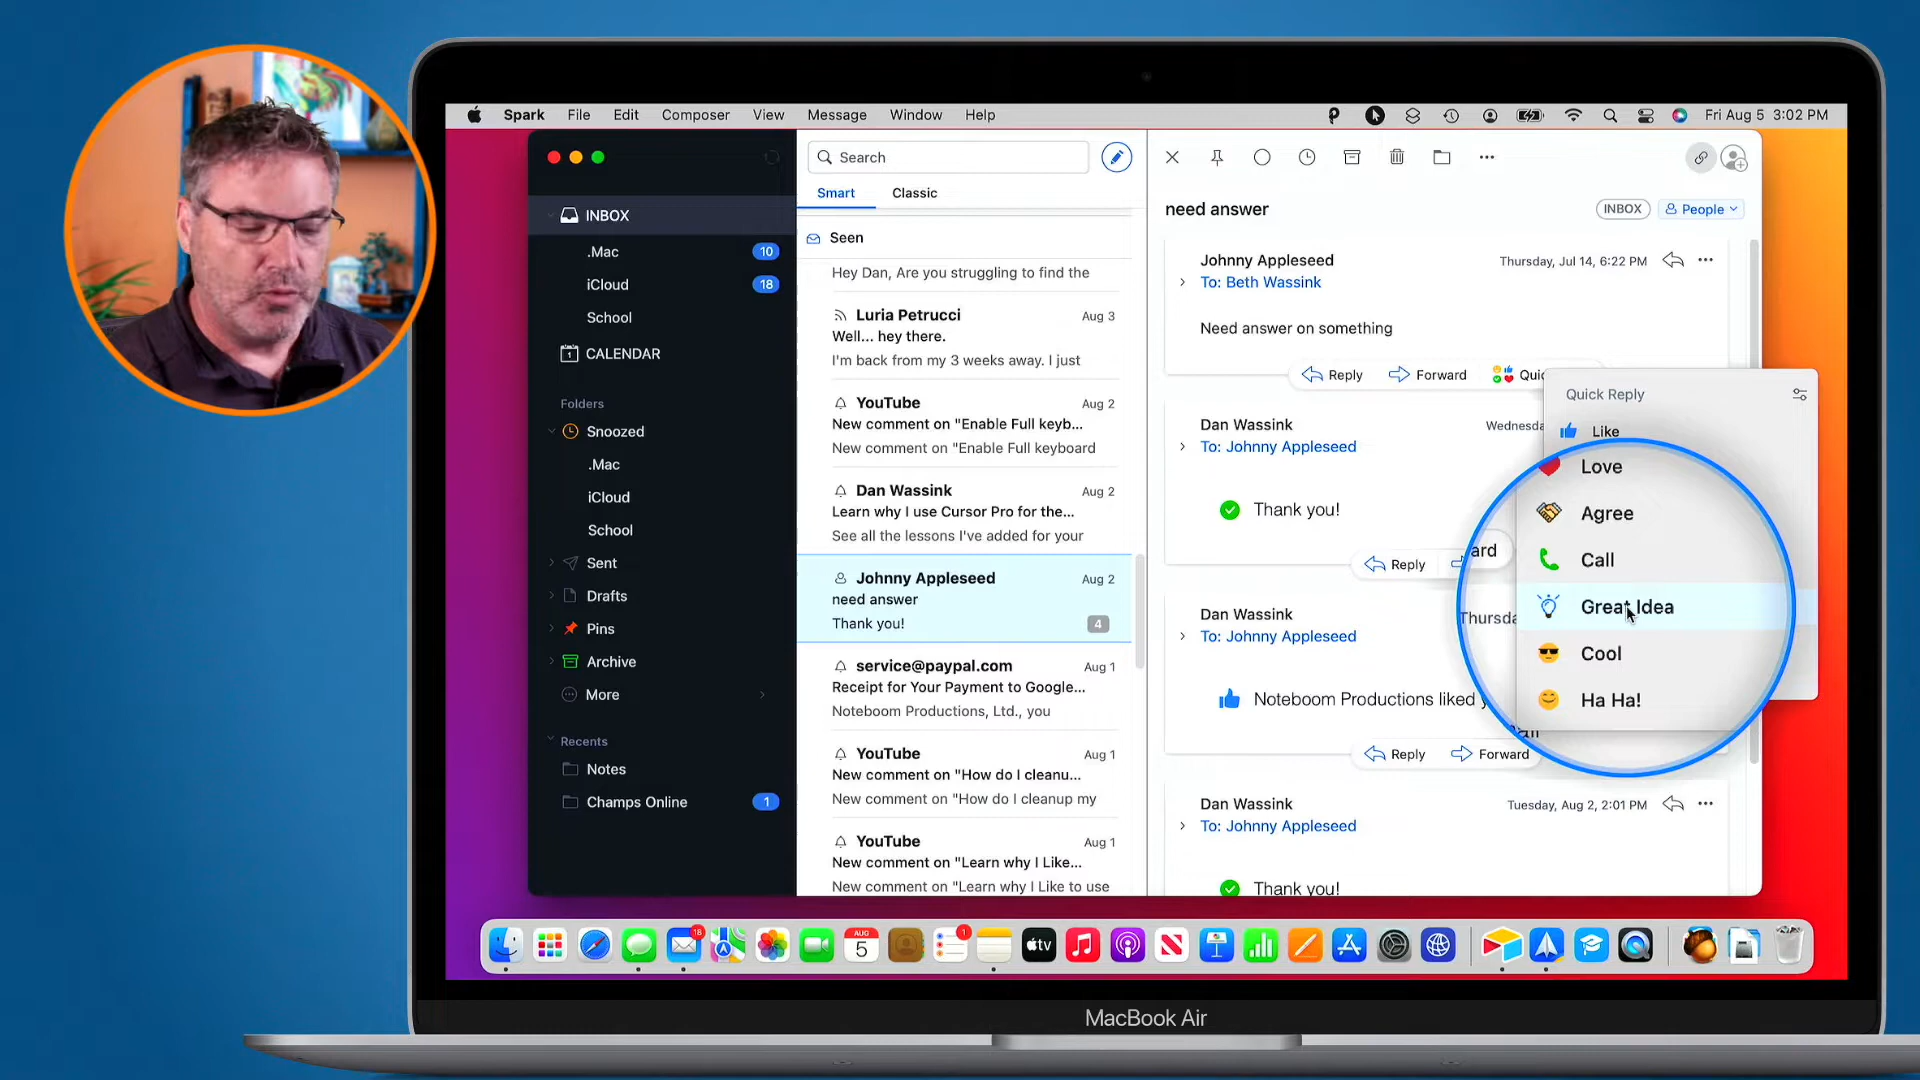 Spark File Edit Composer View Message Window Help Fri Aug 5 3:02 PM
INBOX
.Mac 10
iCloud 18
School
1 CALENDAR
Folders
Snoozed
.Mac
iCloud
School
Sent
Drafts
Pins
Archive
More
Recents
Notes
Champs Online 1
Search
Smart Classic
Seen
Hey Dan, Are you struggling to find the
Luria Petrucci Aug 3
Well... hey there.
I'm back from my 3 weeks away. I just
YouTube Aug 2
New comment on "Enable Full keyb...
New comment on "Enable Full keyboard
Dan Wassink Aug 2
Learn why I use Cursor Pro for the...
See all the lessons I've added for your
Johnny Appleseed Aug 2
need answer
Thank you! 4
service@paypal.com Aug 1
Receipt for Your Payment to Google...
Noteboom Productions, Ltd., you
YouTube Aug 1
New comment on "How do I cleanu...
New comment on "How do I cleanup my
YouTube Aug 1
New comment on "Learn why I Like...
New comment on "Learn why I Like to use
need answer INBOX People
Johnny Appleseed Thursday, Jul 14, 6:22 PM
To: Beth Wassink
Need answer on something
Reply Forward Quic
Dan Wassink Wednesda
To: Johnny Appleseed
Thank you!
Reply ard
Dan Wassink Thursda
To: Johnny Appleseed
Noteboom Productions liked y
Reply Forward
Dan Wassink Tuesday, Aug 2, 2:01 PM
To: Johnny Appleseed
Thank you!
Quick Reply
Like
Love
Agree
Call
Great Idea
Cool
Ha Ha!
18
AUG
5
1
tv
MacBook Air